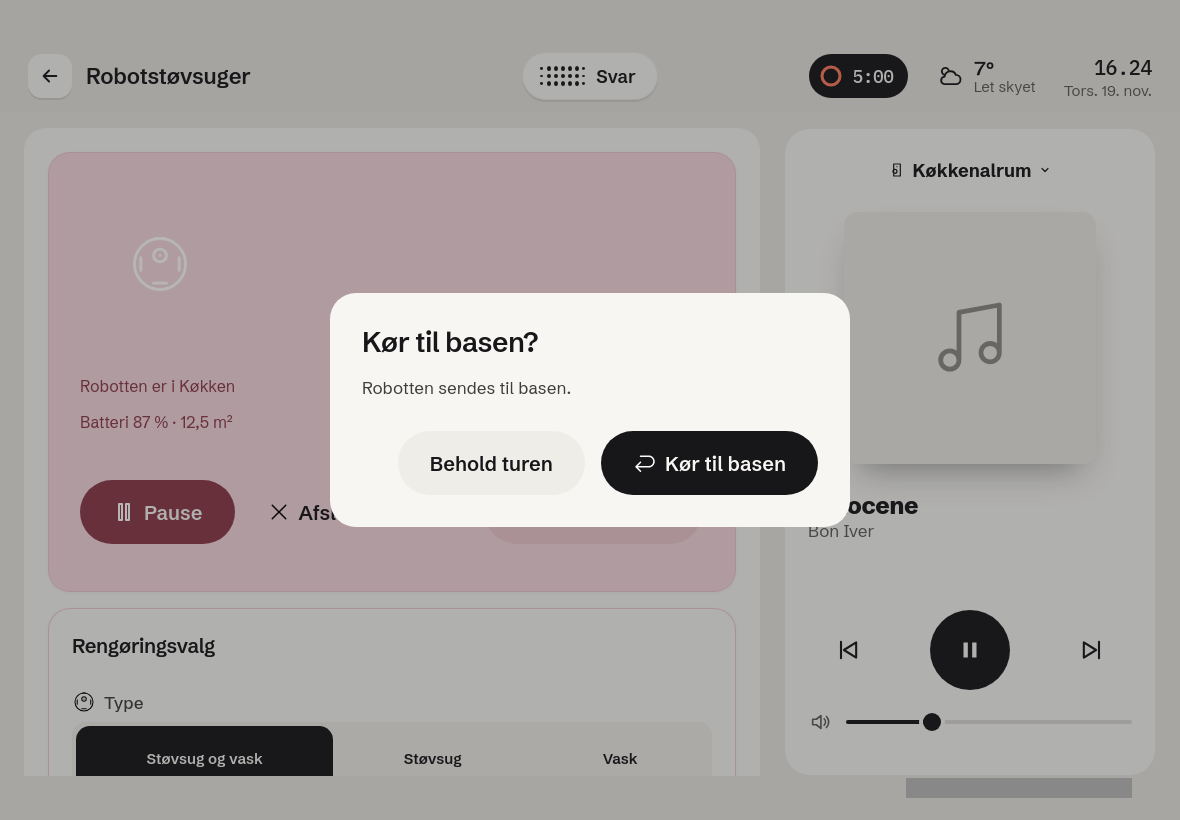 Robotstøvsuger
Svar
5:00
7°
Let skyet
16.24
Tors. 19. nov.
Køkkenalrum
Kør til basen?
Robotten sendes til basen.
Behold turen
Kør til basen
Robotten er i Køkken
Batteri 87 % · 12,5 m²
Pause
Bon Iver
Rengøringsvalg
Type
Støvsug og vask
Støvsug
Vask